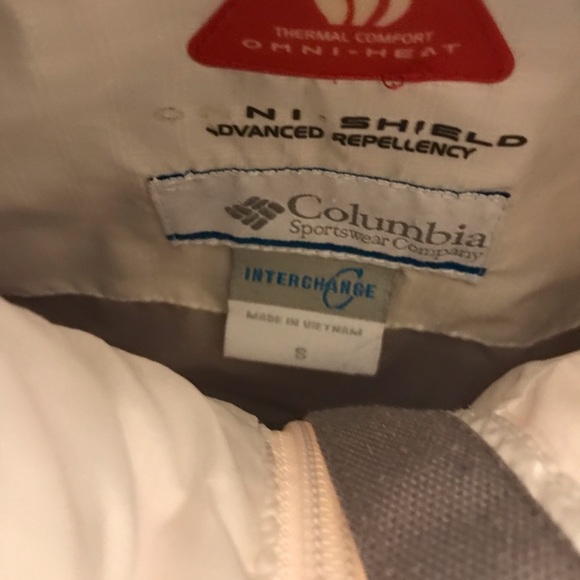 THERMAL COMFORT
OMNI-HEAT
O NI-SHIELD
ADVANCED REPELLENCY
Columbia
Sportswear Company
INTERCHANGE
MADE IN VIETNAM
S